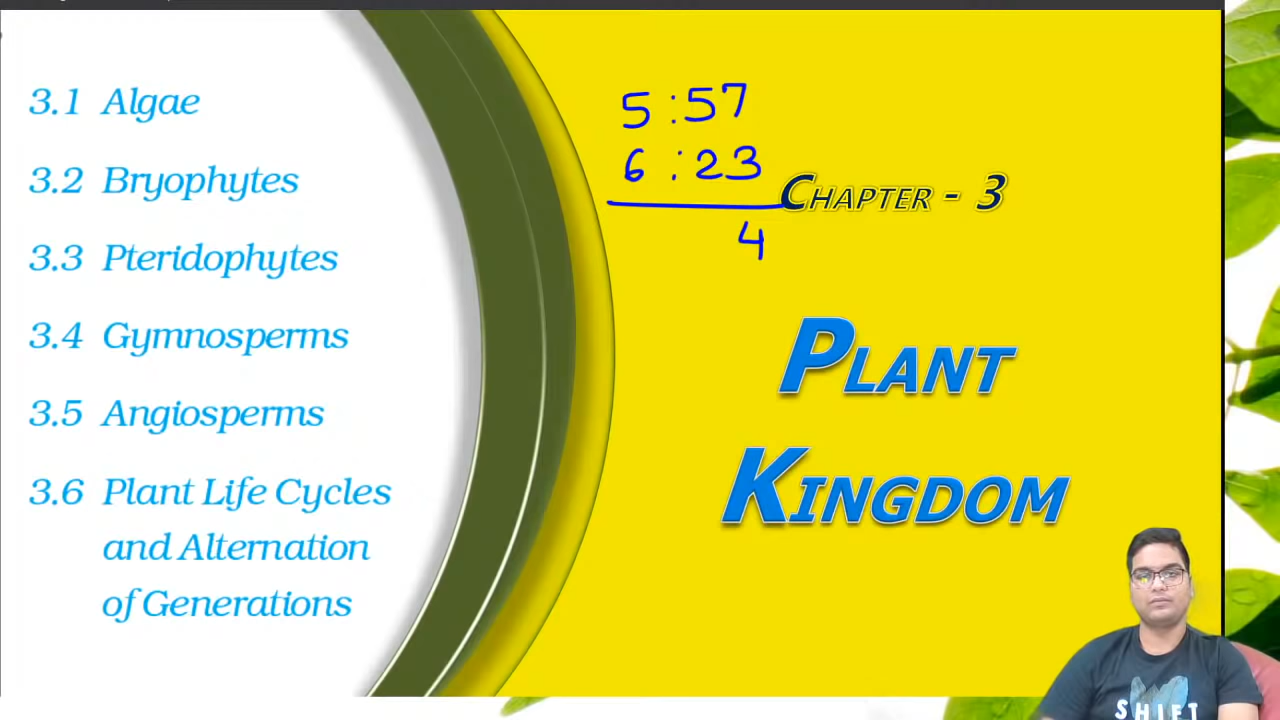 3.1 Algae
3.2 Bryophytes
3.3 Pteridophytes
3.4 Gymnosperms
3.5 Angiosperms
3.6 Plant Life Cycles
and Alternation
of Generations
5:57
6:23
4
CHAPTER - 3
PLANT
KINGDOM
SHIFT